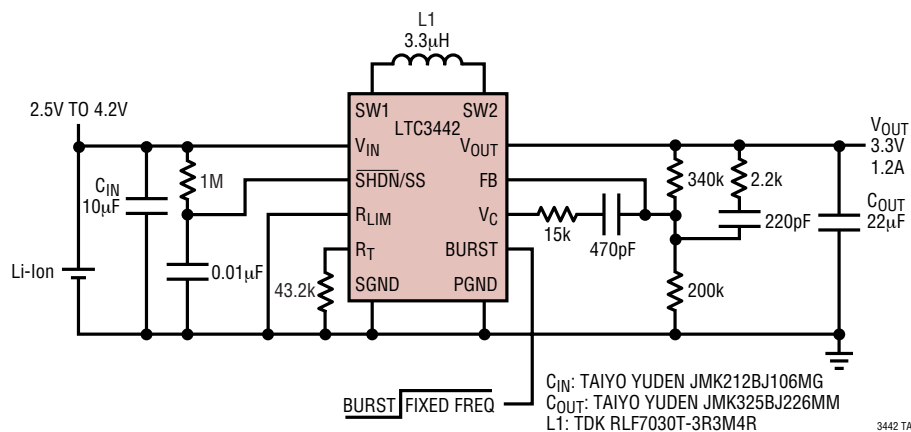 L1
3.3µH
2.5V TO 4.2V
SW1
SW2
LTC3442
VIN
VOUT
VOUT
3.3V
1.2A
1M
SHDN/SS
FB
340k
2.2k
CIN
10µF
RLIM
VC
15k
470pF
220pF
COUT
22µF
Li-Ion
0.01µF
RT
BURST
43.2k
SGND
PGND
200k
BURST
FIXED FREQ
CIN: TAIYO YUDEN JMK212BJ106MG
COUT: TAIYO YUDEN JMK325BJ226MM
L1: TDK RLF7030T-3R3M4R
3442 TA